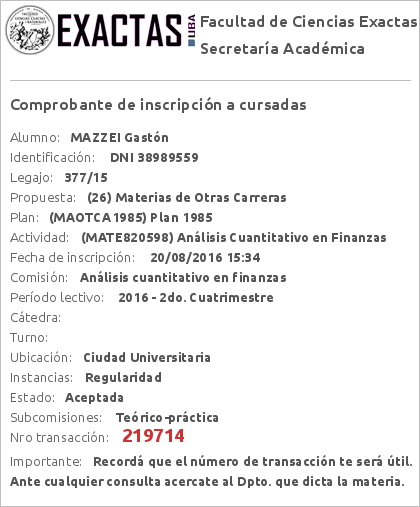 EXACTAS UBA
Facultad de Ciencias Exactas
Secretaría Académica
Comprobante de inscripción a cursadas
Alumno: MAZZEI Gastón
Identificación: DNI 38989559
Legajo: 377/15
Propuesta: (26) Materias de Otras Carreras
Plan: (MAOTCA1985) Plan 1985
Actividad: (MATE820598) Análisis Cuantitativo en Finanzas
Fecha de inscripción: 20/08/2016 15:34
Comisión: Análisis cuantitativo en finanzas
Período lectivo: 2016 - 2do. Cuatrimestre
Cátedra:
Turno:
Ubicación: Ciudad Universitaria
Instancias: Regularidad
Estado: Aceptada
Subcomisiones: Teórico-práctica
Nro transacción: 219714
Importante: Recordá que el número de transacción te será útil.
Ante cualquier consulta acercate al Dpto. que dicta la materia.